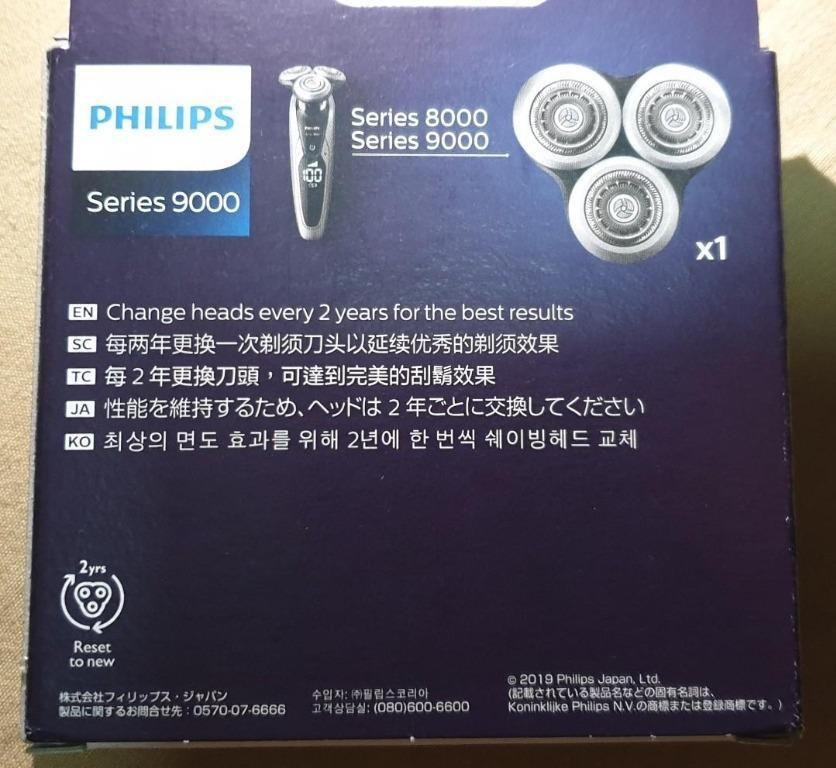 PHILIPS
Series 9000
Series 8000
Series 9000
100
x1
EN Change heads every 2 years for the best results
SC 每两年更换一次剃须刀头以延续优秀的剃须效果
TC 每 2 年更換刀頭，可達到完美的刮鬍效果
JA 性能を維持するため、ヘッドは 2 年ごとに交換してください
KO 최상의 면도 효과를 위해 2년에 한 번씩 쉐이빙헤드 교체
2yrs
Reset
to new
株式会社フィリップス・ジャパン
製品に関するお問合せ先：0570-07-6666
수입자: ㈜필립스코리아
고객상담실: (080)600-6600
© 2019 Philips Japan, Ltd.
(記載されている製品名などの固有名詞は、
Koninklijke Philips N.V.の商標または登録商標です。)